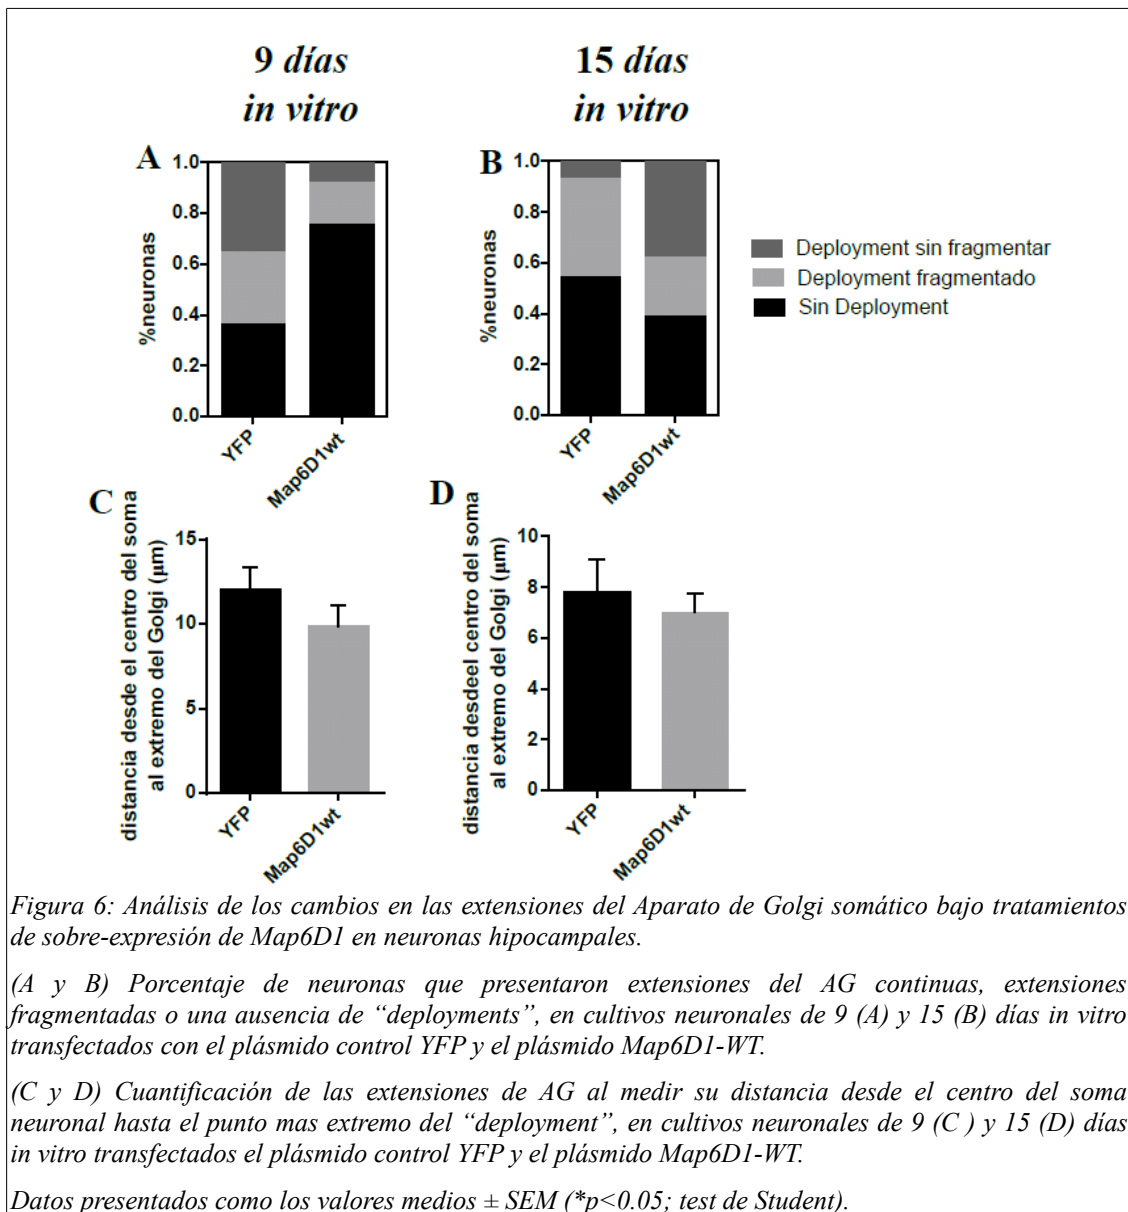 9 días
in vitro
15 días
in vitro
A
%neuronas
1.0
0.8
0.6
0.4
0.2
0.0
YFP
Map6D1wt
B
%neuronas
1.0
0.8
0.6
0.4
0.2
0.0
YFP
Map6D1wt
Deployment sin fragmentar
Deployment fragmentado
Sin Deployment
C
distancia desde el centro del soma
al extremo del Golgi (µm)
15
10
5
0
YFP
Map6D1wt
D
distancia desdeel centro del soma
al extremo del Golgi (µm)
10
8
6
4
2
0
YFP
Map6D1wt
Figura 6: Análisis de los cambios en las extensiones del Aparato de Golgi somático bajo tratamientos
de sobre-expresión de Map6D1 en neuronas hipocampales.
(A y B) Porcentaje de neuronas que presentaron extensiones del AG continuas, extensiones
fragmentadas o una ausencia de “deployments”, en cultivos neuronales de 9 (A) y 15 (B) días in vitro
transfectados con el plásmido control YFP y el plásmido Map6D1-WT.
(C y D) Cuantificación de las extensiones de AG al medir su distancia desde el centro del soma
neuronal hasta el punto mas extremo del “deployment”, en cultivos neuronales de 9 (C ) y 15 (D) días
in vitro transfectados el plásmido control YFP y el plásmido Map6D1-WT.
Datos presentados como los valores medios ± SEM (*p<0.05; test de Student).